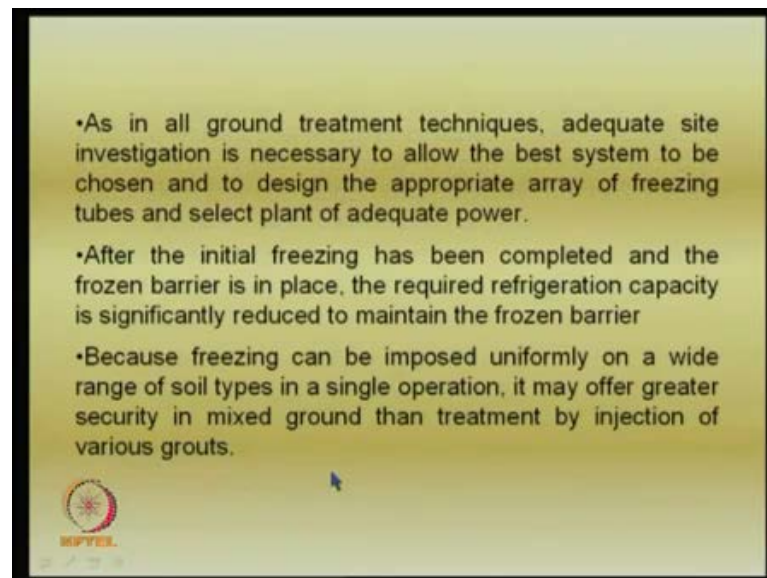 •As in all ground treatment techniques, adequate site
investigation is necessary to allow the best system to be
chosen and to design the appropriate array of freezing
tubes and select plant of adequate power.
•After the initial freezing has been completed and the
frozen barrier is in place, the required refrigeration capacity
is significantly reduced to maintain the frozen barrier
•Because freezing can be imposed uniformly on a wide
range of soil types in a single operation, it may offer greater
security in mixed ground than treatment by injection of
various grouts.
NPTEL